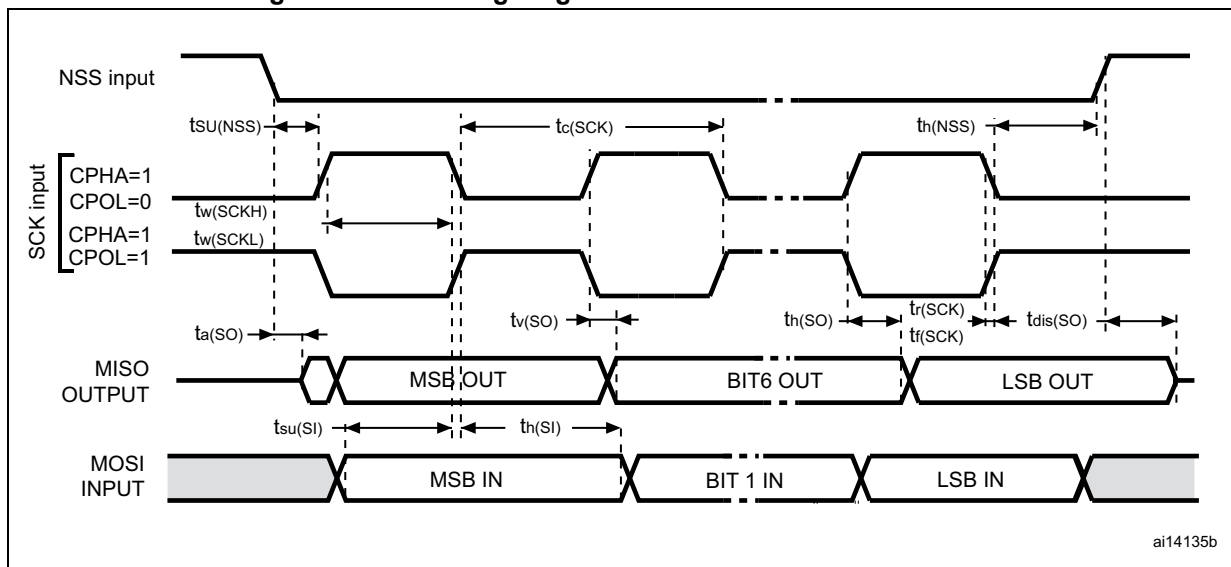 NSS input
tSU(NSS)
tc(SCK)
th(NSS)
SCK input
CPHA=1
CPOL=0
tw(SCKH)
CPHA=1
tw(SCKL)
CPOL=1
ta(SO)
tv(SO)
th(SO)
tr(SCK)
tf(SCK)
tdis(SO)
MISO
OUTPUT
MSB OUT
BIT6 OUT
LSB OUT
tsu(SI)
th(SI)
MOSI
INPUT
MSB IN
BIT 1 IN
LSB IN
ai14135b